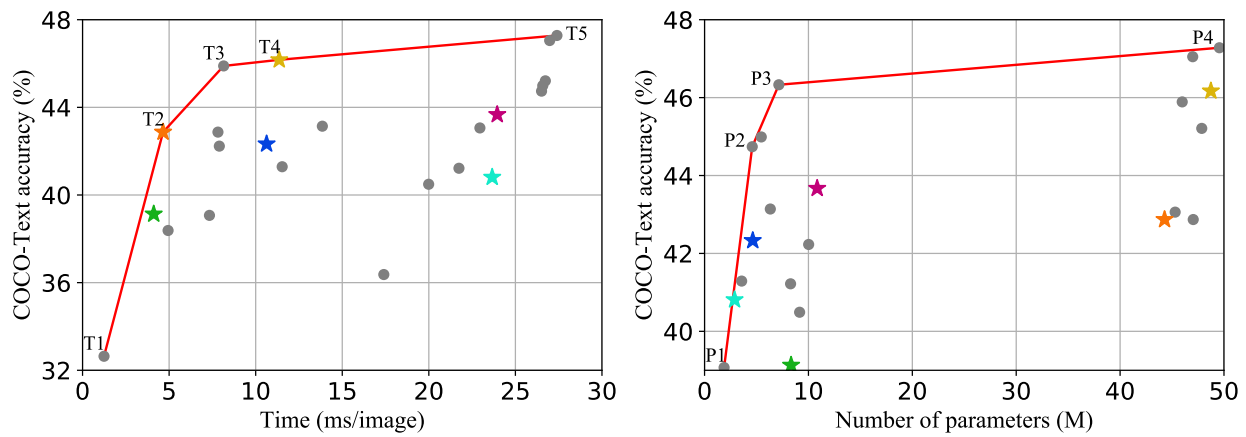 48
44
40
36
32
COCO-Text accuracy (%)
T1
T2
T3
T4
T5
0
5
10
15
20
25
30
Time (ms/image)
48
46
44
42
40
COCO-Text accuracy (%)
P1
P2
P3
P4
0
10
20
30
40
50
Number of parameters (M)